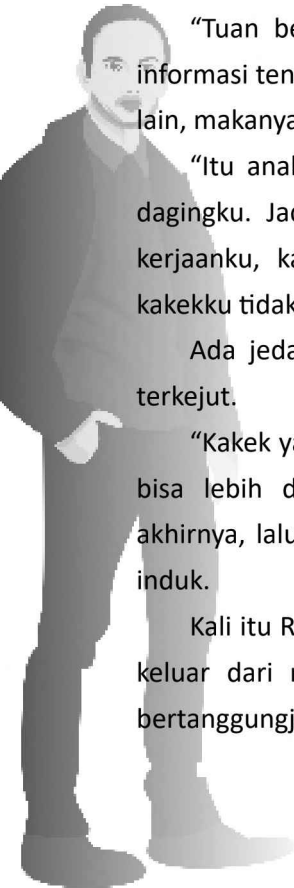 “Tuan be
informasi ten
lain, makanya
“Itu anal
dagingku. Jad
kerjaanku, ka
kakekku tidak
Ada jeda
terkejut.
“Kakek ya
bisa lebih d
akhirnya, lalu
induk.
Kali itu R
keluar dari r
bertanggungj